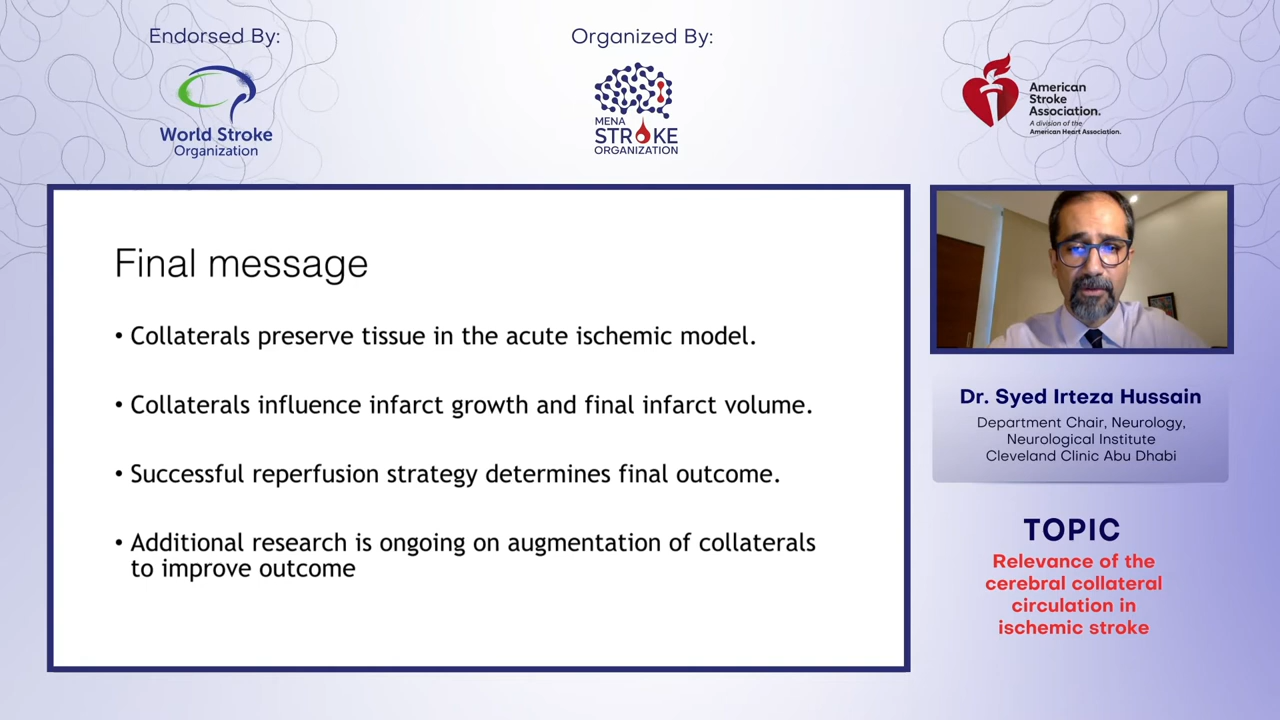 Endorsed By:
World Stroke
Organization
Organized By:
MENA
STROKE
ORGANIZATION
American
Stroke
Association.
A division of the
American Heart Association.
Final message
• Collaterals preserve tissue in the acute ischemic model.
• Collaterals influence infarct growth and final infarct volume.
• Successful reperfusion strategy determines final outcome.
• Additional research is ongoing on augmentation of collaterals
to improve outcome
Dr. Syed Irteza Hussain
Department Chair, Neurology,
Neurological Institute
Cleveland Clinic Abu Dhabi
TOPIC
Relevance of the
cerebral collateral
circulation in
ischemic stroke